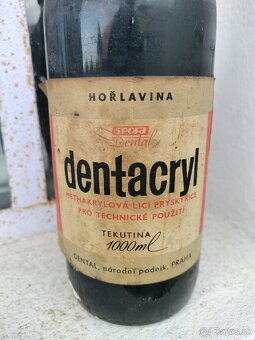 HOŘLAVINA
SPOFA
Dental
dentacryl
METHAKRYLOVÁ LICÍ PRYSKYŘICE
PRO TECHNICKÉ POUŽITÍ
TEKUTINA
1000ml
DENTAL, národní podnik, PRAHA